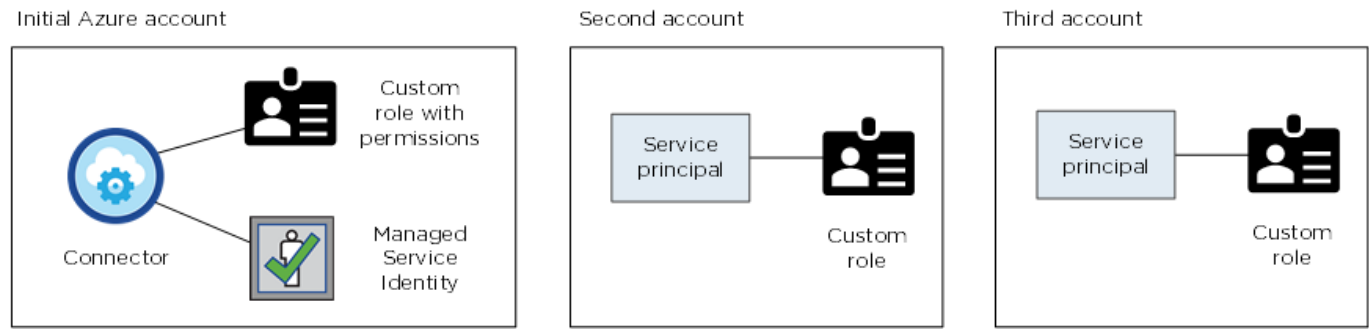 Initial Azure account
Second account
Third account
Custom
role with
permissions
Connector
Managed
Service
Identity
Service
principal
Custom
role
Service
principal
Custom
role